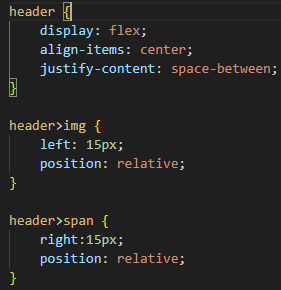 header {
    display: flex;
    align-items: center;
    justify-content: space-between;
}

header>img {
    left: 15px;
    position: relative;
}

header>span {
    right:15px;
    position: relative;
}